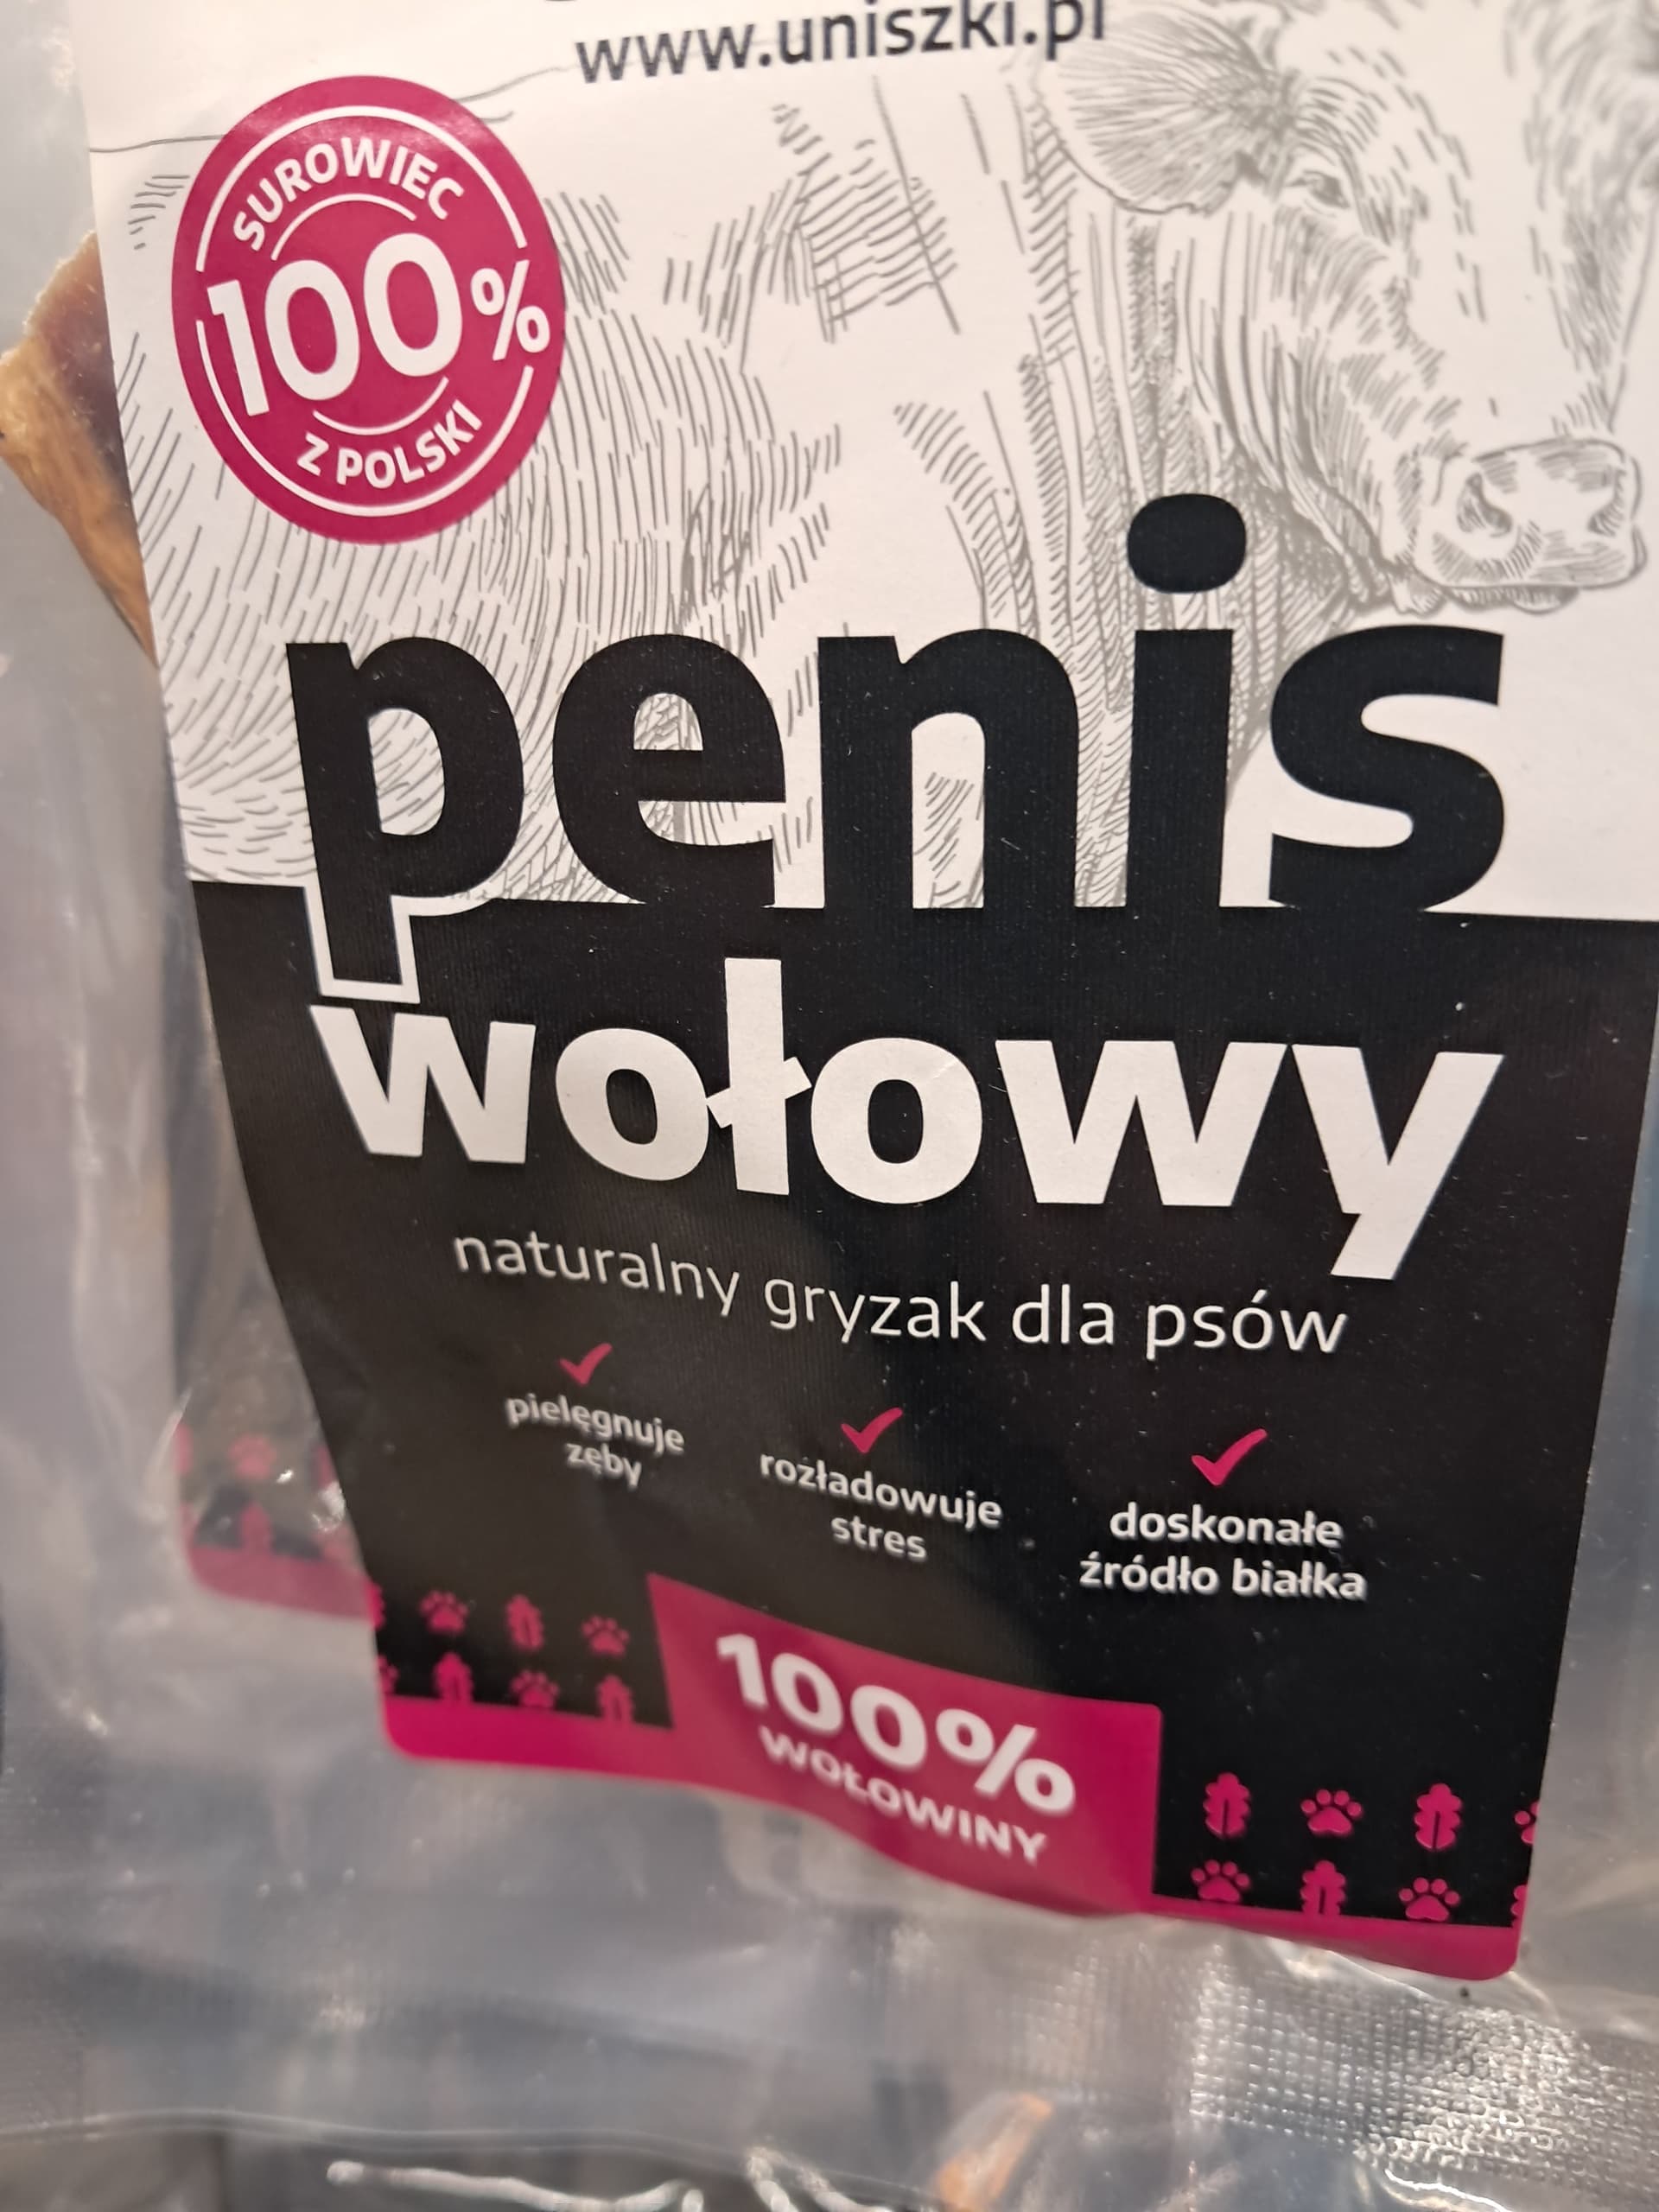 www.uniszki.pl
SUROWIEC
100%
Z POLSKI
penis
wołowy
naturalny gryzak dla psów
pielęgnuje
zęby
rozładowuje
stres
doskonałe
źródło białka
100%
WOŁOWINY